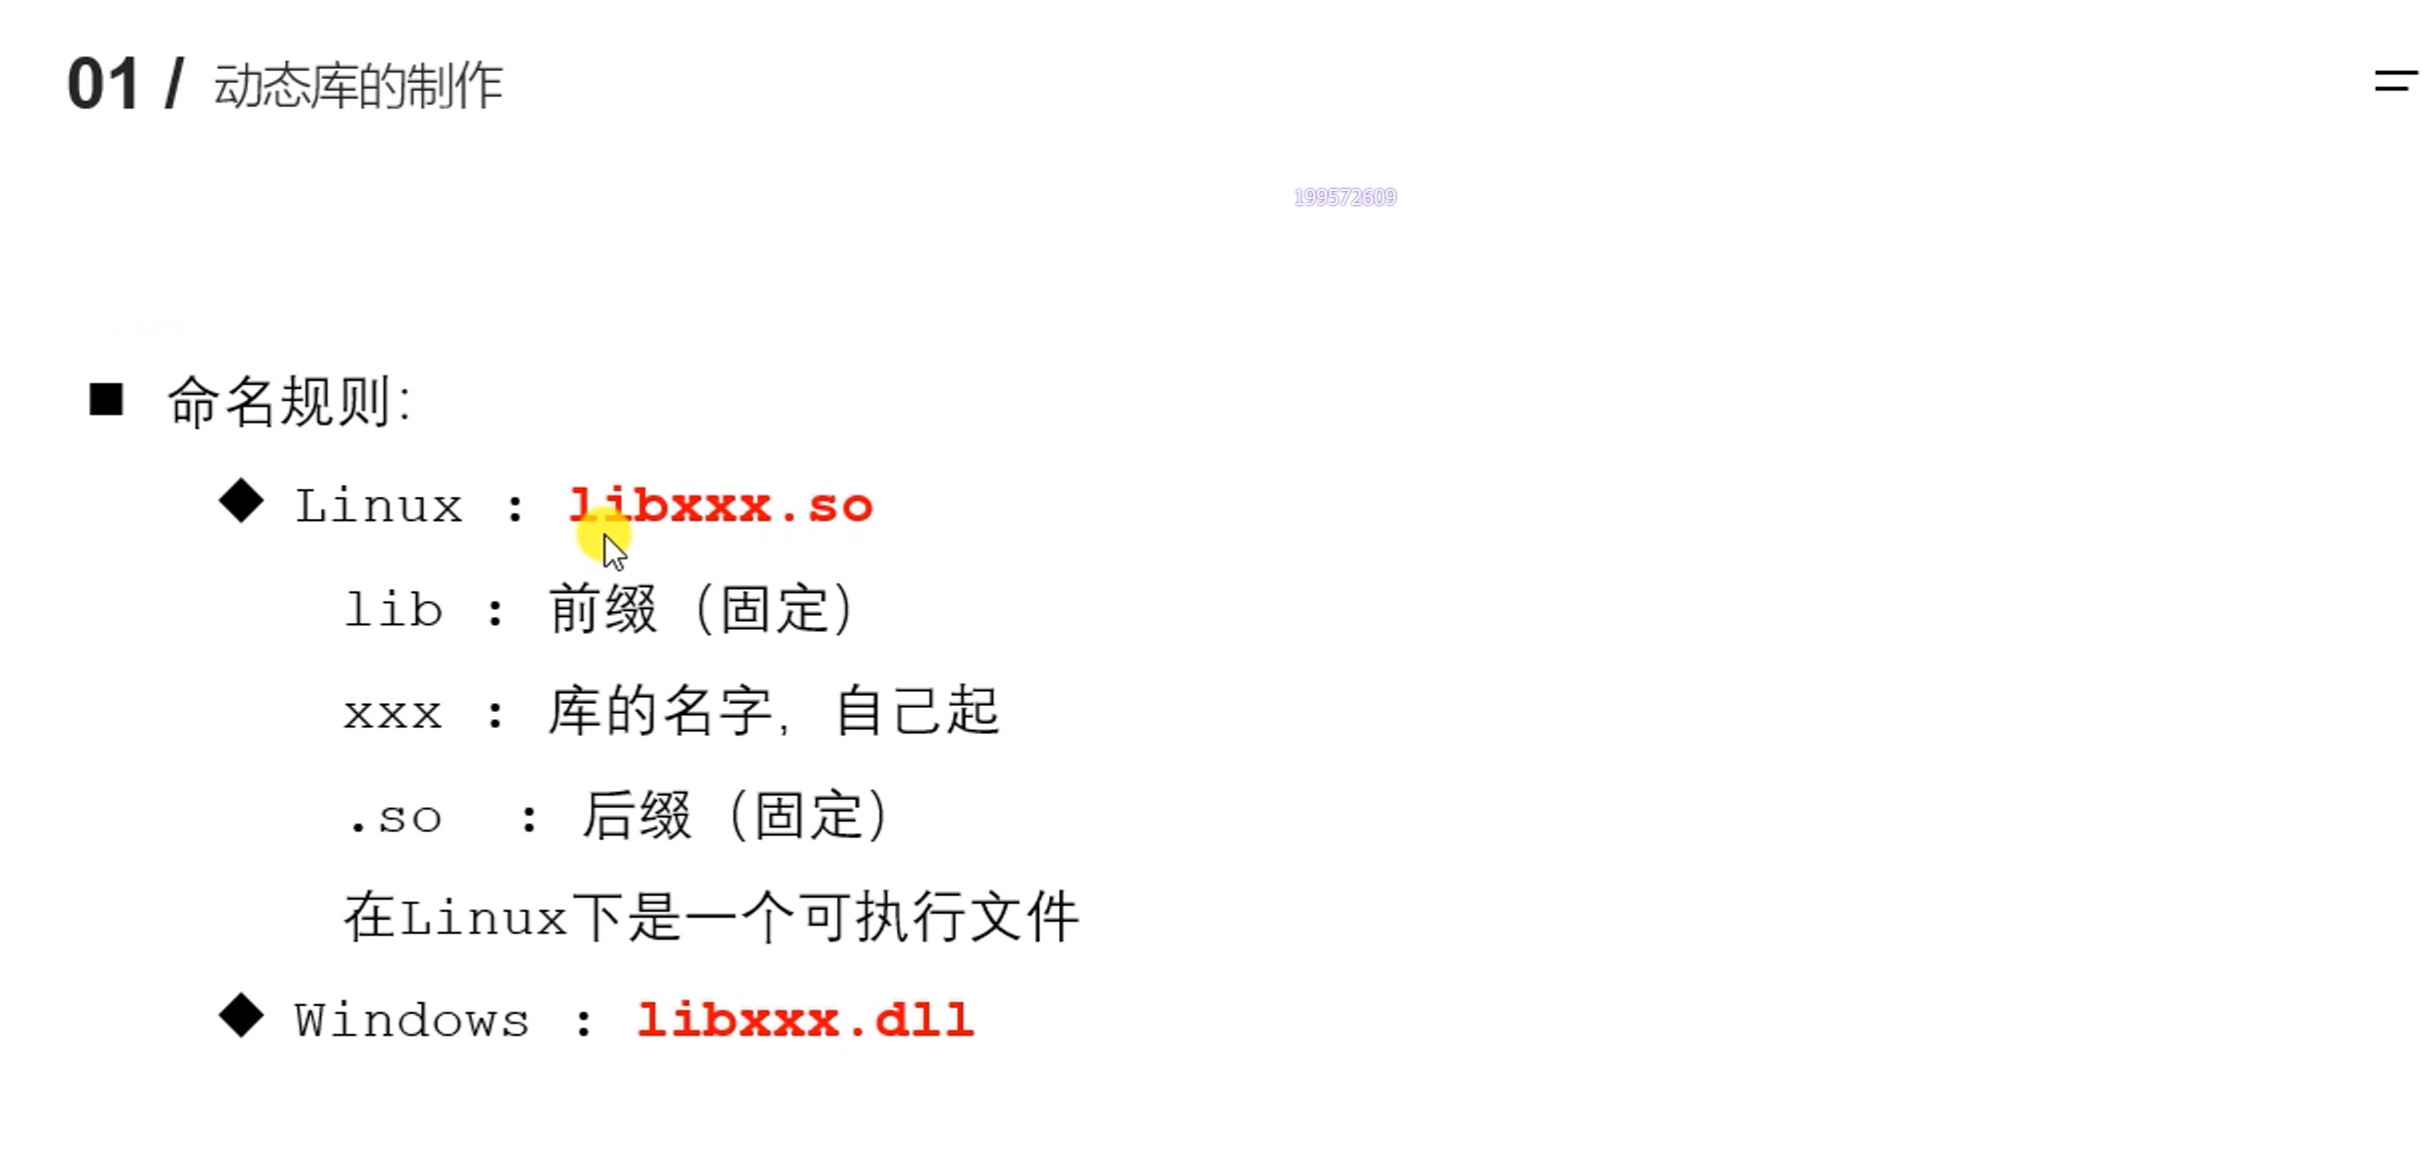 01 / 动态库的制作
199572609
■ 命名规则：
◆ Linux : libxxx.so
lib : 前缀（固定）
xxx : 库的名字，自己起
.so : 后缀（固定）
在Linux下是一个可执行文件
◆ Windows : libxxx.dll